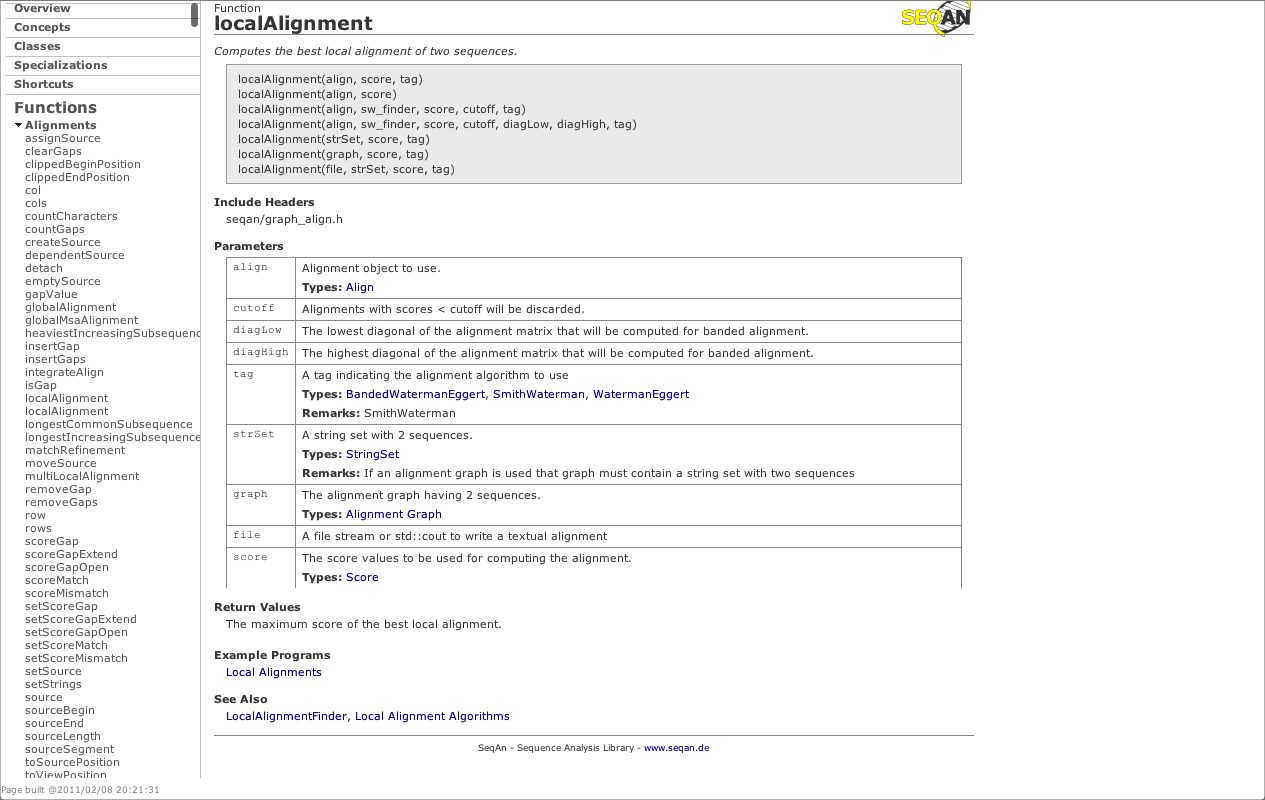 Overview
Concepts
Classes
Specializations
Shortcuts
Functions
Alignments
assignSource
clearGaps
clippedBeginPosition
clippedEndPosition
col
cols
countCharacters
countGaps
createSource
dependentSource
detach
emptySource
gapValue
globalAlignment
globalMsaAlignment
heaviestIncreasingSubsequenc
insertGap
insertGaps
integrateAlign
isGap
localAlignment
localAlignment
longestCommonSubsequence
longestIncreasingSubsequence
matchRefinement
moveSource
multiLocalAlignment
removeGap
removeGaps
row
rows
scoreGap
scoreGapExtend
scoreGapOpen
scoreMatch
scoreMismatch
setScoreGap
setScoreGapExtend
setScoreGapOpen
setScoreMatch
setScoreMismatch
setSource
setStrings
source
sourceBegin
sourceEnd
sourceLength
sourceSegment
toSourcePosition
toViewPosition
Page built @2011/02/08 20:21:31
Function
localAlignment
SEQAN
Computes the best local alignment of two sequences.
localAlignment(align, score, tag)
localAlignment(align, score)
localAlignment(align, sw_finder, score, cutoff, tag)
localAlignment(align, sw_finder, score, cutoff, diagLow, diagHigh, tag)
localAlignment(strSet, score, tag)
localAlignment(graph, score, tag)
localAlignment(file, strSet, score, tag)
Include Headers
seqan/graph_align.h
Parameters
align Alignment object to use.
Types: Align
cutoff Alignments with scores < cutoff will be discarded.
diagLow The lowest diagonal of the alignment matrix that will be computed for banded alignment.
diagHigh The highest diagonal of the alignment matrix that will be computed for banded alignment.
tag A tag indicating the alignment algorithm to use
Types: BandedWatermanEggert, SmithWaterman, WatermanEggert
Remarks: SmithWaterman
strSet A string set with 2 sequences.
Types: StringSet
Remarks: If an alignment graph is used that graph must contain a string set with two sequences
graph The alignment graph having 2 sequences.
Types: Alignment Graph
file A file stream or std::cout to write a textual alignment
score The score values to be used for computing the alignment.
Types: Score
Return Values
The maximum score of the best local alignment.
Example Programs
Local Alignments
See Also
LocalAlignmentFinder, Local Alignment Algorithms
SeqAn - Sequence Analysis Library - www.seqan.de